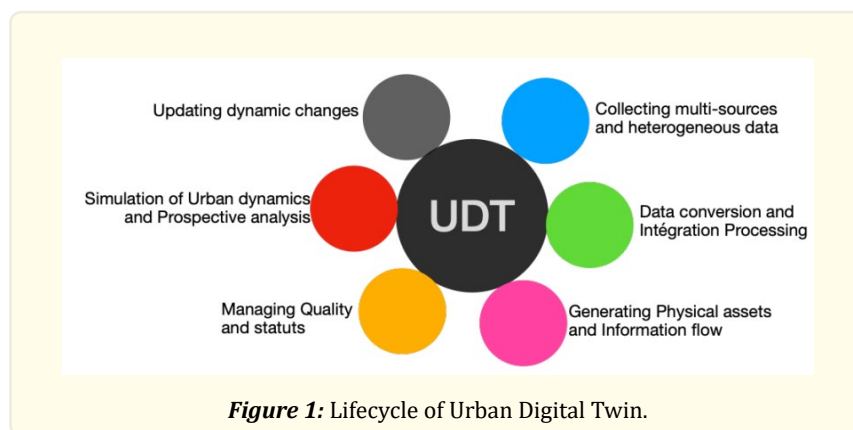 Updating dynamic changes
Collecting multi-sources
and heterogeneous data
Simulation of Urban dynamics
and Prospective analysis
UDT
Data conversion and
Intégration Processing
Managing Quality
and statuts
Generating Physical assets
and Information flow
Figure 1: Lifecycle of Urban Digital Twin.